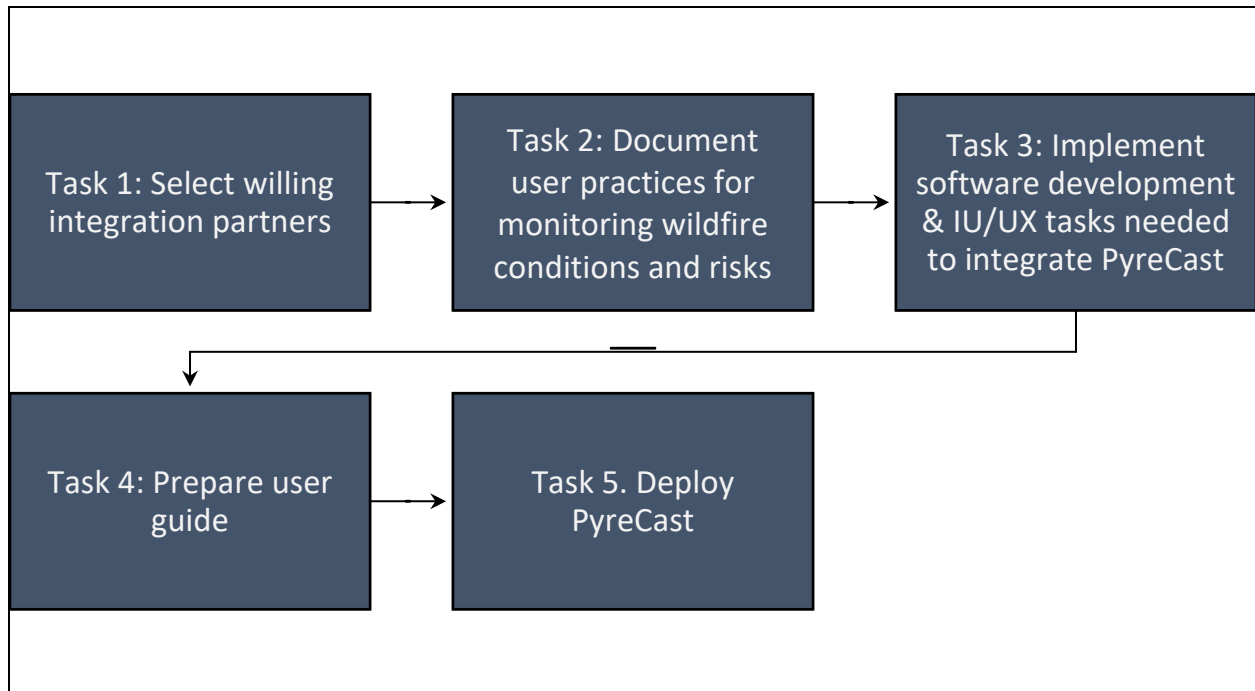 Task 1: Select willing
integration partners
Task 2: Document
user practices for
monitoring wildfire
conditions and risks
Task 3: Implement
software development
& IU/UX tasks needed
to integrate PyreCast
Task 4: Prepare user
guide
Task 5. Deploy
PyreCast